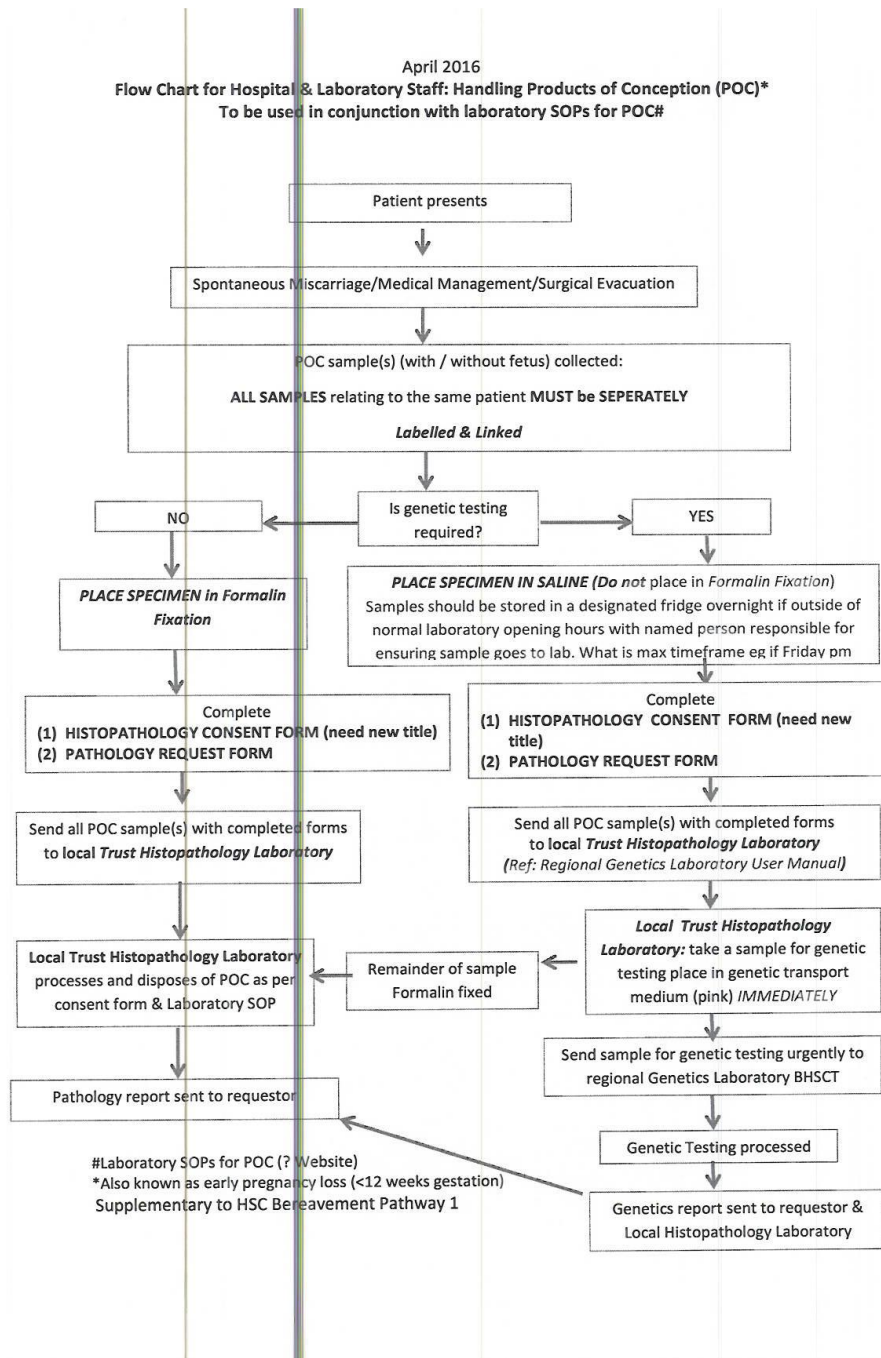 April 2016
Flow Chart for Hospital & Laboratory Staff: Handling Products of Conception (POC)*
To be used in conjunction with laboratory SOPs for POC#
Patient presents
Spontaneous Miscarriage/Medical Management/Surgical Evacuation
POC sample(s) (with / without fetus) collected:
ALL SAMPLES relating to the same patient MUST be SEPERATELY
Labelled & Linked
Is genetic testing
required?
NO
YES
PLACE SPECIMEN in Formalin
Fixation
PLACE SPECIMEN IN SALINE (Do not place in Formalin Fixation)
Samples should be stored in a designated fridge overnight if outside of
normal laboratory opening hours with named person responsible for
ensuring sample goes to lab. What is max timeframe eg if Friday pm
Complete
(1) HISTOPATHOLOGY CONSENT FORM (need new title)
(2) PATHOLOGY REQUEST FORM
Complete
(1) HISTOPATHOLOGY CONSENT FORM (need new
title)
(2) PATHOLOGY REQUEST FORM
Send all POC sample(s) with completed forms
to local Trust Histopathology Laboratory
Send all POC sample(s) with completed forms
to local Trust Histopathology Laboratory
(Ref: Regional Genetics Laboratory User Manual)
Local Trust Histopathology Laboratory
processes and disposes of POC as per
consent form & Laboratory SOP
Remainder of sample
Formalin fixed
Local Trust Histopathology
Laboratory: take a sample for genetic
testing place in genetic transport
medium (pink) IMMEDIATELY
Send sample for genetic testing urgently to
regional Genetics Laboratory BHSCT
Pathology report sent to requestor
Genetic Testing processed
#Laboratory SOPs for POC (? Website)
*Also known as early pregnancy loss (<12 weeks gestation)
Supplementary to HSC Bereavement Pathway 1
Genetics report sent to requestor &
Local Histopathology Laboratory